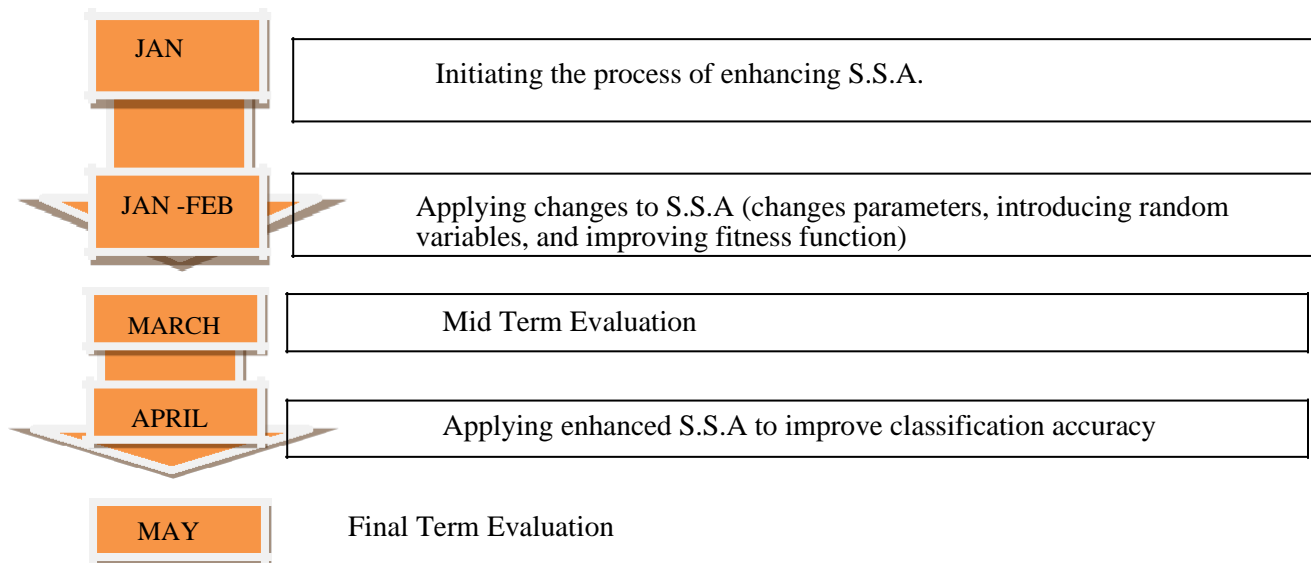 JAN
Initiating the process of enhancing S.S.A.
JAN -FEB
Applying changes to S.S.A (changes parameters, introducing random
variables, and improving fitness function)
MARCH
Mid Term Evaluation
APRIL
Applying enhanced S.S.A to improve classification accuracy
MAY
Final Term Evaluation